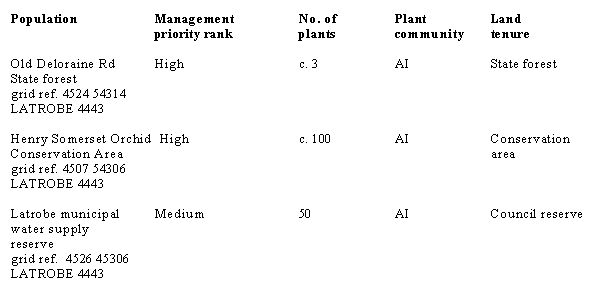 Population Management priority rank No. of plants Plant community Land tenure
Old Deloraine Rd High c. 3 AI State forest
State forest
grid ref. 4524 54314
LATROBE 4443
Henry Somerset Orchid High c. 100 AI Conservation
Conservation Area area
grid ref. 4507 54306
LATROBE 4443
Latrobe municipal Medium 50 AI Council reserve
water supply
reserve
grid ref. 4526 45306
LATROBE 4443